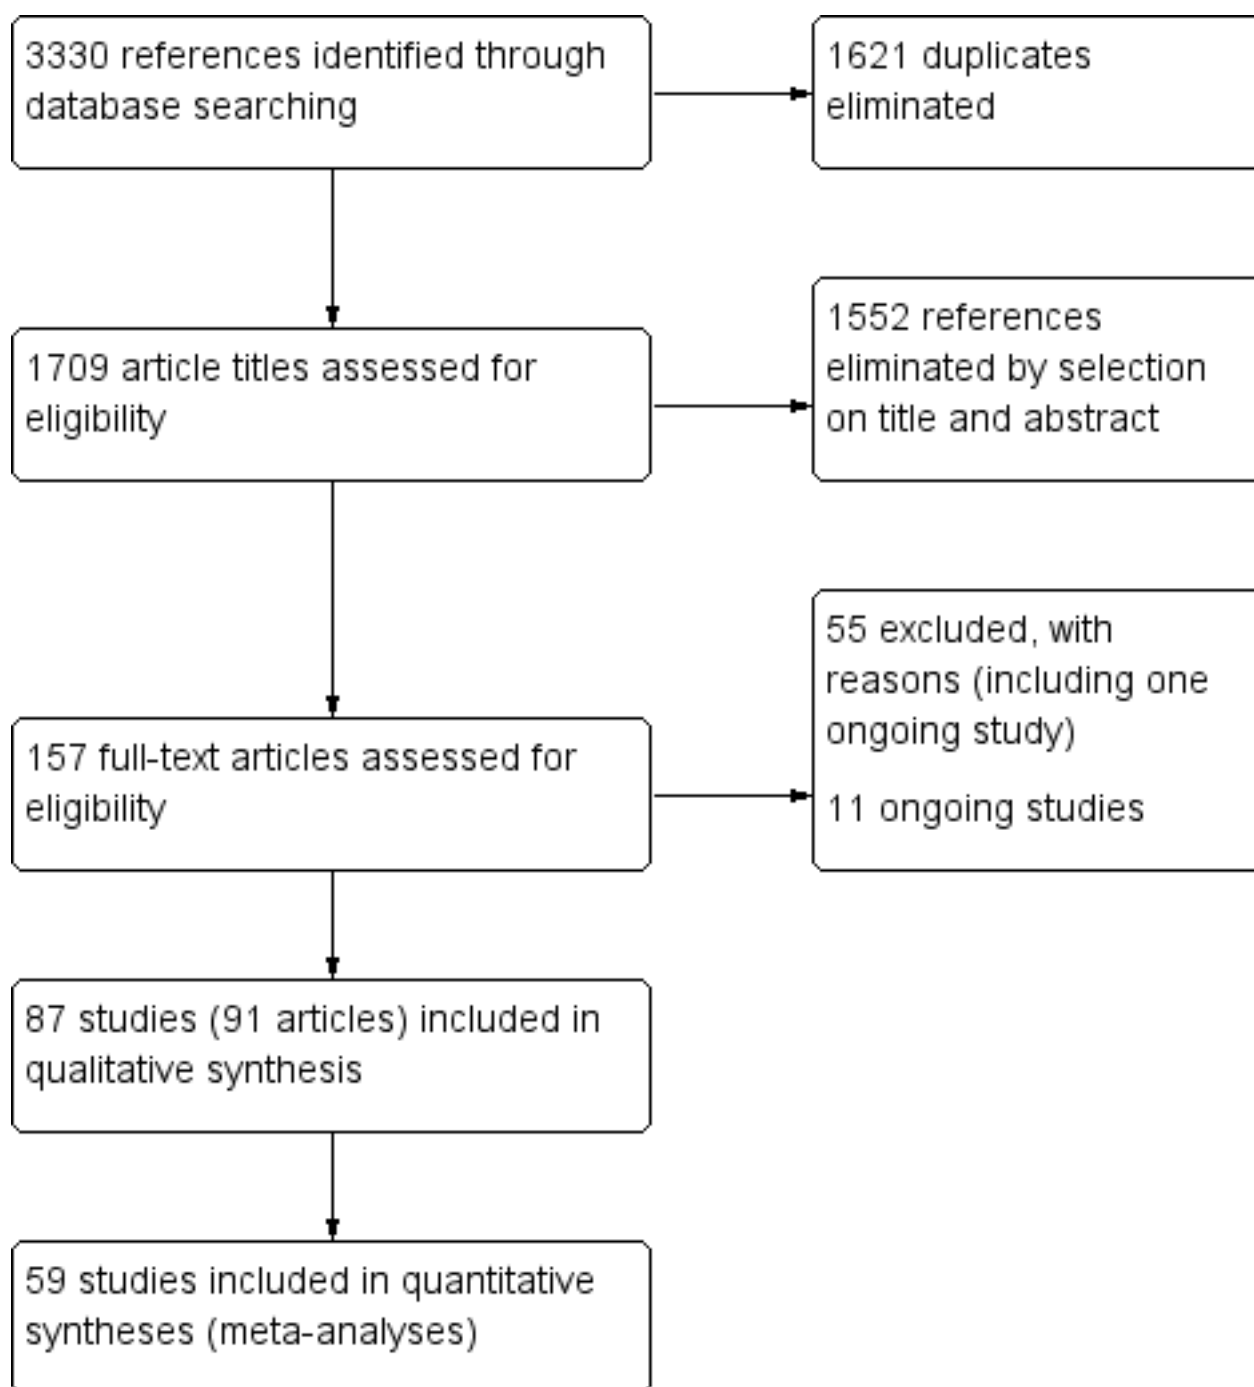 3330 references identified through
database searching
1621 duplicates
eliminated
1709 article titles assessed for
eligibility
1552 references
eliminated by selection
on title and abstract
157 full-text articles assessed for
eligibility
55 excluded, with
reasons (including one
ongoing study)
11 ongoing studies
87 studies (91 articles) included in
qualitative synthesis
59 studies included in quantitative
syntheses (meta-analyses)